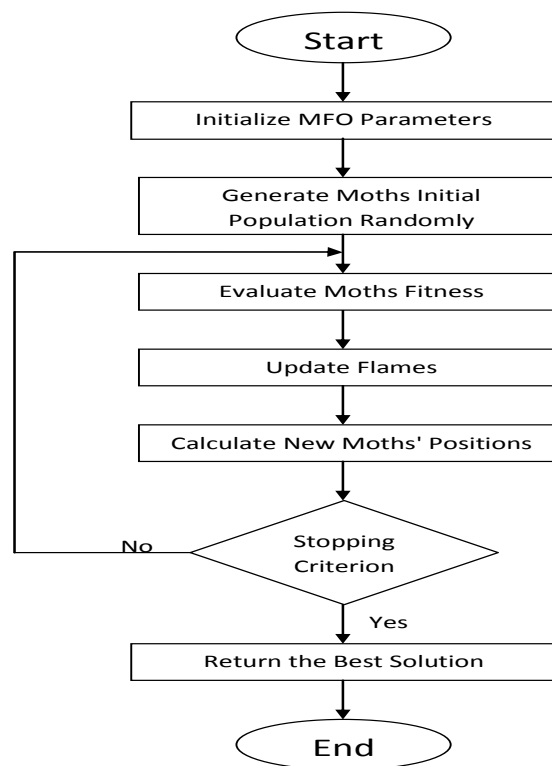 Start
Initialize MFO Parameters
Generate Moths Initial
Population Randomly
Evaluate Moths Fitness
Update Flames
Calculate New Moths' Positions
Stopping
Criterion
No
Yes
Return the Best Solution
End